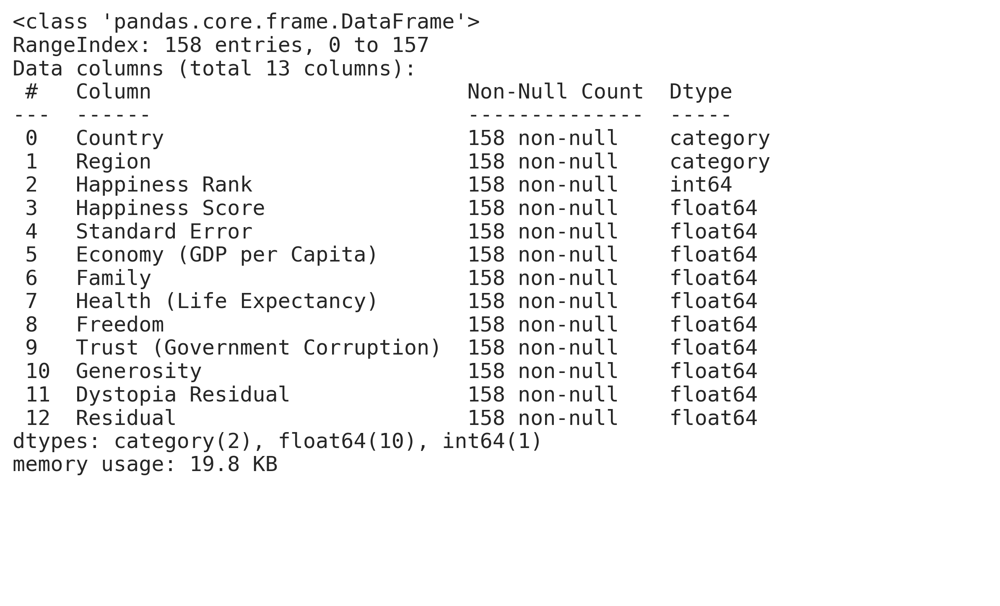 <class 'pandas.core.frame.DataFrame'>
RangeIndex: 158 entries, 0 to 157
Data columns (total 13 columns):
 #   Column                         Non-Null Count  Dtype
---  ------                         --------------  -----
 0   Country                        158 non-null    category
 1   Region                         158 non-null    category
 2   Happiness Rank                 158 non-null    int64
 3   Happiness Score                158 non-null    float64
 4   Standard Error                 158 non-null    float64
 5   Economy (GDP per Capita)       158 non-null    float64
 6   Family                         158 non-null    float64
 7   Health (Life Expectancy)       158 non-null    float64
 8   Freedom                        158 non-null    float64
 9   Trust (Government Corruption)  158 non-null    float64
 10  Generosity                     158 non-null    float64
 11  Dystopia Residual              158 non-null    float64
 12  Residual                       158 non-null    float64
dtypes: category(2), float64(10), int64(1)
memory usage: 19.8 KB